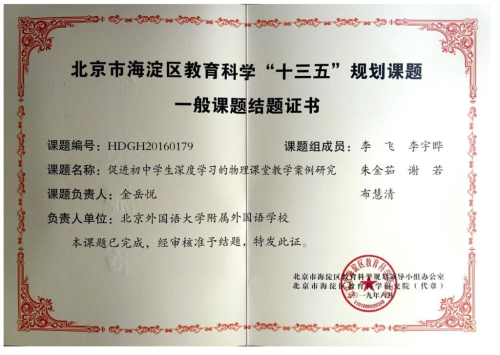 北京市海淀区教育科学“十三五”规划课题
一般课题结题证书
课题编号：HDGH20160179 课题组成员：李 飞 李宇晔
课题名称：促进初中学生深度学习的物理课堂教学案例研究 朱金茹 谢 若
课题负责人：金岳悦 布慧清
负责人单位：北京外国语大学附属外国语学校
本课题已完成，经审核准予结题，特发此证。
北京市海淀区教育科学规划领导小组办公室
北京市海淀区教育科学研究院（代章）
二〇一九年六月